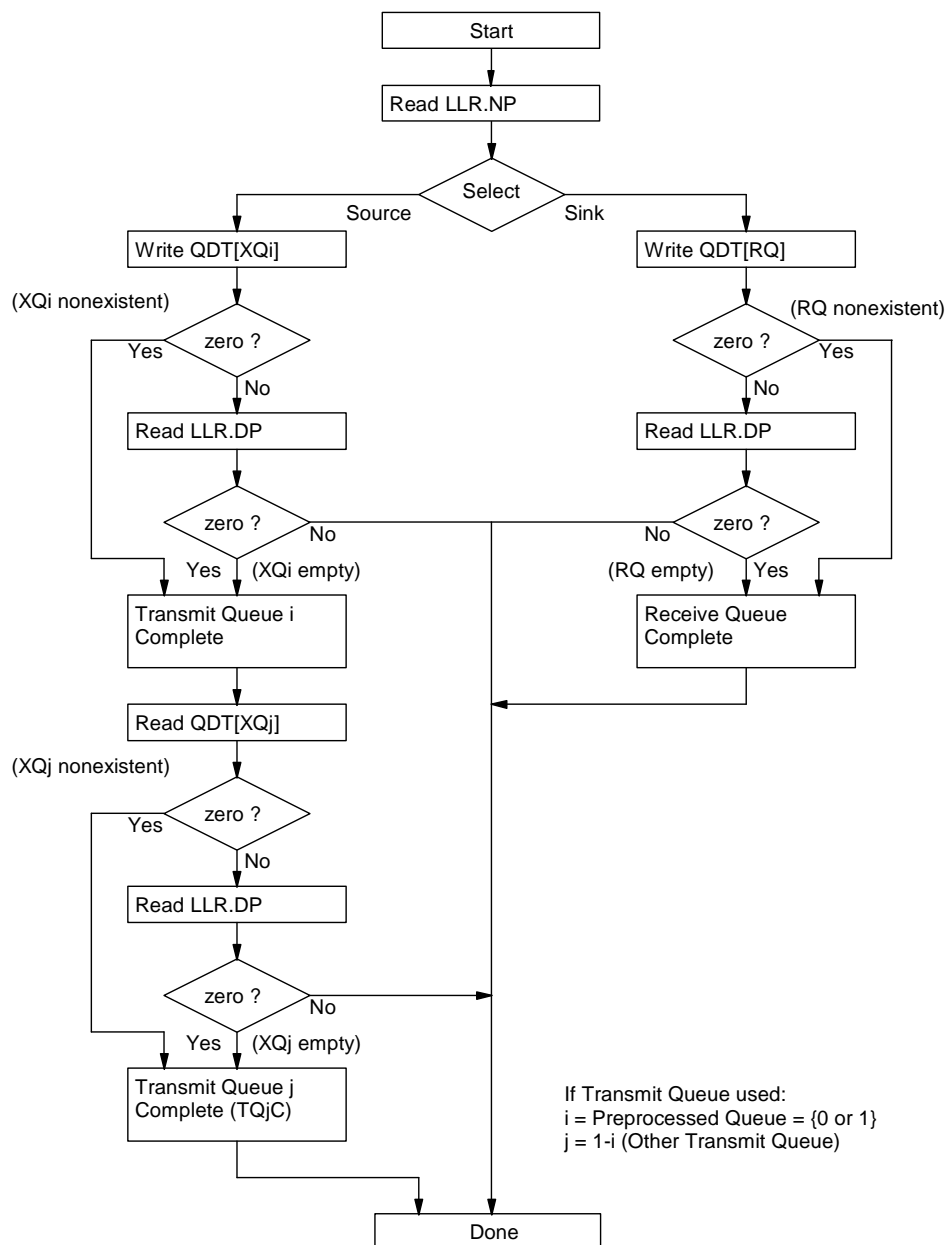 Start
Read LLR.NP
Select
Source
Sink
Write QDT[XQi]
Write QDT[RQ]
(XQi nonexistent)
(RQ nonexistent)
zero ?
zero ?
Yes
Yes
No
No
Read LLR.DP
Read LLR.DP
zero ?
zero ?
No
No
Yes
(XQi empty)
(RQ empty)
Yes
Transmit Queue i
Complete
Receive Queue
Complete
Read QDT[XQj]
(XQj nonexistent)
zero ?
Yes
No
Read LLR.DP
zero ?
No
Yes
(XQj empty)
Transmit Queue j
Complete (TQjC)
If Transmit Queue used:
i = Preprocessed Queue = {0 or 1}
j = 1-i (Other Transmit Queue)
Done